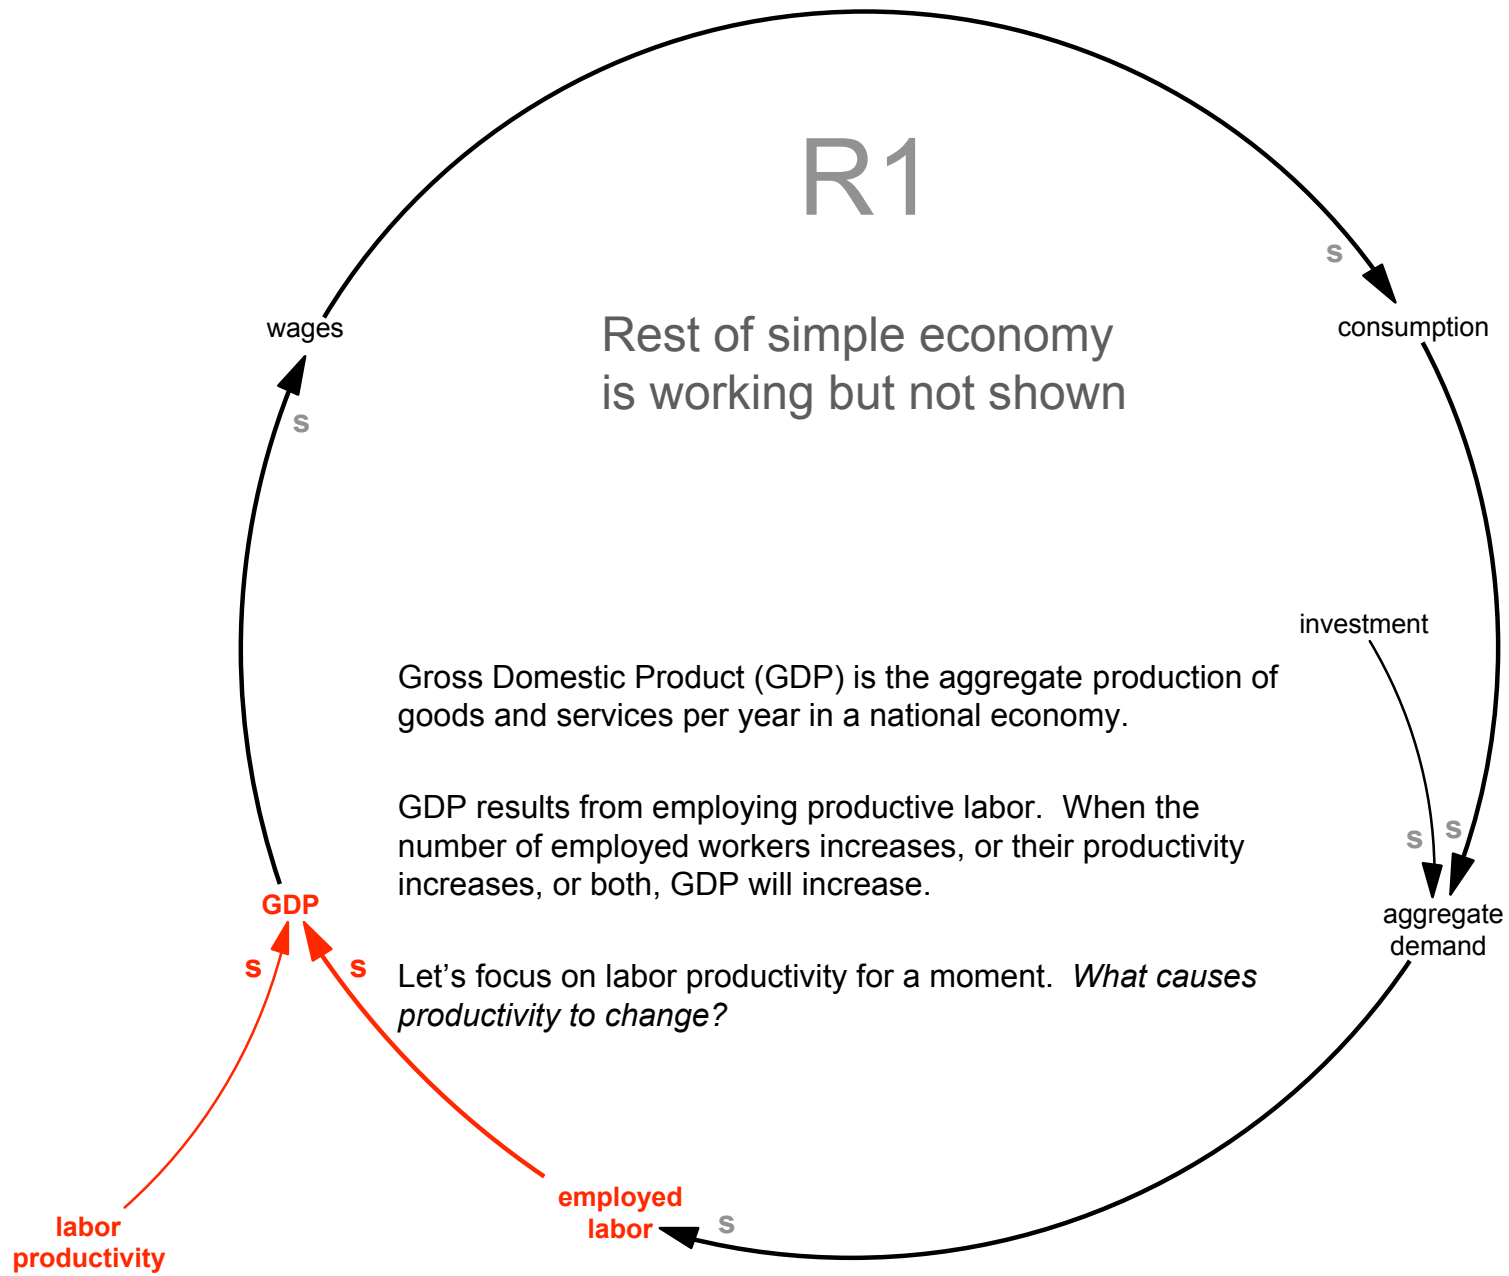 R1
s
Rest of simple economy
is working but not shown
wages
consumption
s
investment
Gross Domestic Product (GDP) is the aggregate production of
goods and services per year in a national economy.
GDP results from employing productive labor.  When the
number of employed workers increases, or their productivity
increases, or both, GDP will increase.
s
s
GDP
aggregate
demand
s
s
Let’s focus on labor productivity for a moment.  What causes
productivity to change?
employed
labor
s
labor
productivity